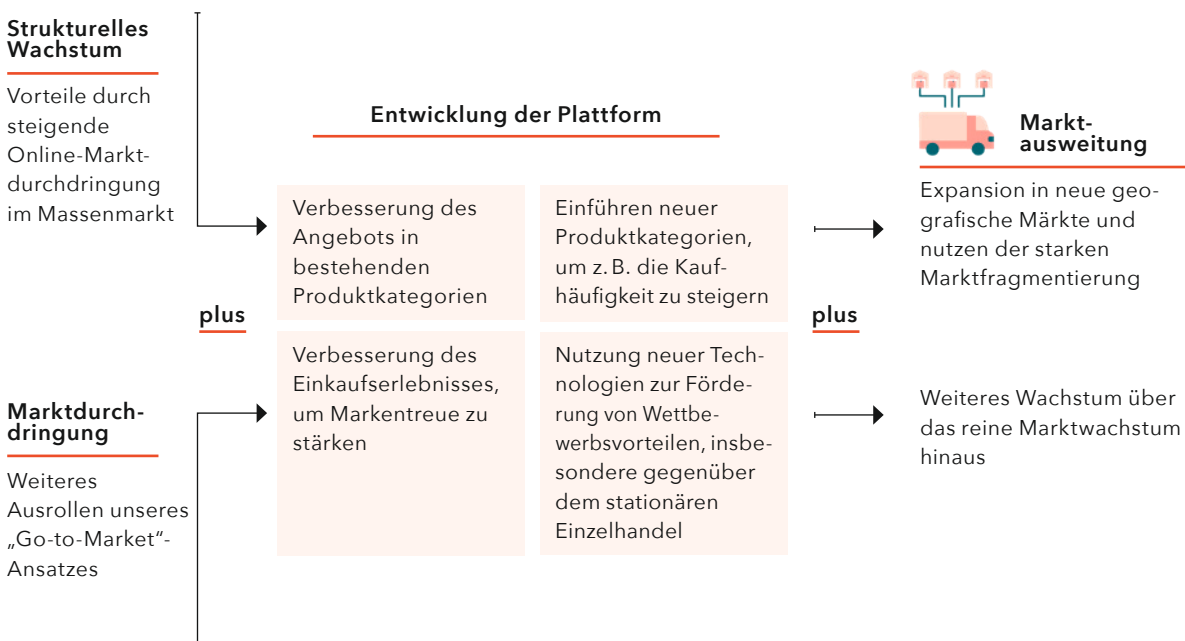 Strukturelles
Wachstum
Vorteile durch
steigende
Online-Markt-
durchdringung
im Massenmarkt
plus
Marktdurch-
dringung
Weiteres
Ausrollen unseres
„Go-to-Market“-
Ansatzes
Entwicklung der Plattform
Verbesserung des
Angebots in
bestehenden
Produktkategorien
Einführen neuer
Produktkategorien,
um z. B. die Kauf-
häufigkeit zu steigern
Verbesserung des
Einkaufserlebnisses,
um Markentreue zu
stärken
Nutzung neuer Tech-
nologien zur Förde-
rung von Wettbe-
werbsvorteilen, insbe-
sondere gegenüber
dem stationären
Einzelhandel
plus
Markt-
ausweitung
Expansion in neue geo-
grafische Märkte und
nutzen der starken
Marktfragmentierung
Weiteres Wachstum über
das reine Marktwachstum
hinaus